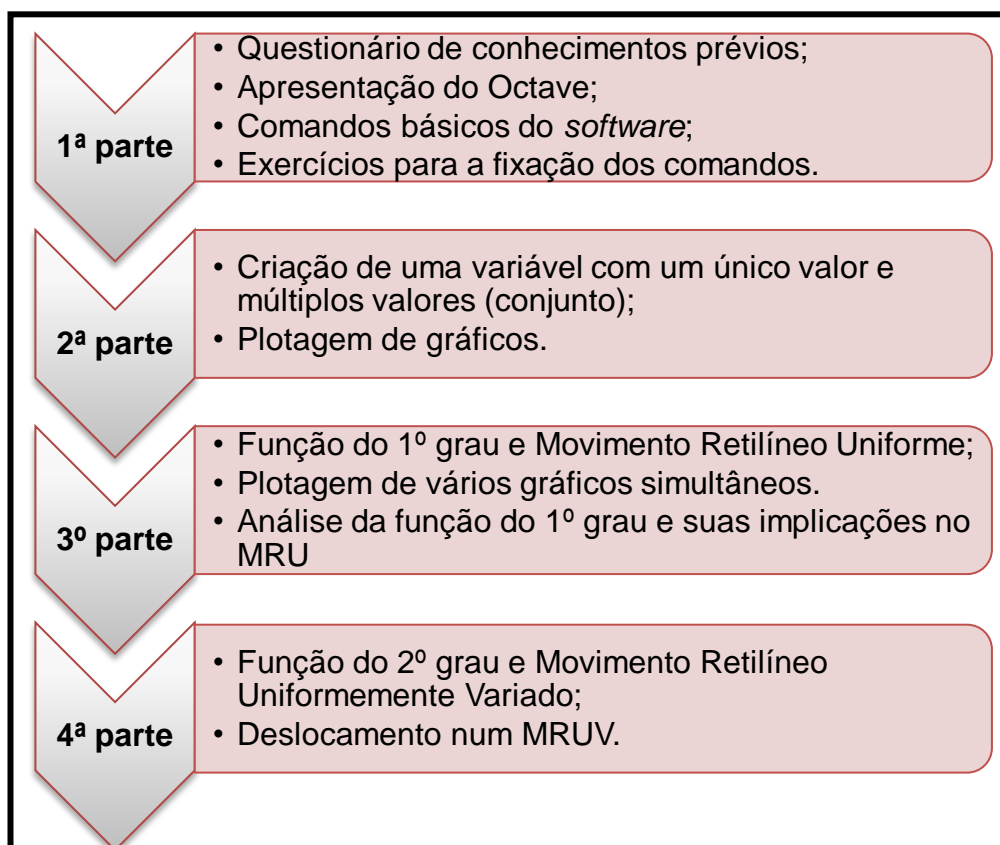 1ª parte
• Questionário de conhecimentos prévios;
• Apresentação do Octave;
• Comandos básicos do software;
• Exercícios para a fixação dos comandos.
2ª parte
• Criação de uma variável com um único valor e
múltiplos valores (conjunto);
• Plotagem de gráficos.
3º parte
• Função do 1º grau e Movimento Retilíneo Uniforme;
• Plotagem de vários gráficos simultâneos.
• Análise da função do 1º grau e suas implicações no
MRU
4ª parte
• Função do 2º grau e Movimento Retilíneo
Uniformemente Variado;
• Deslocamento num MRUV.